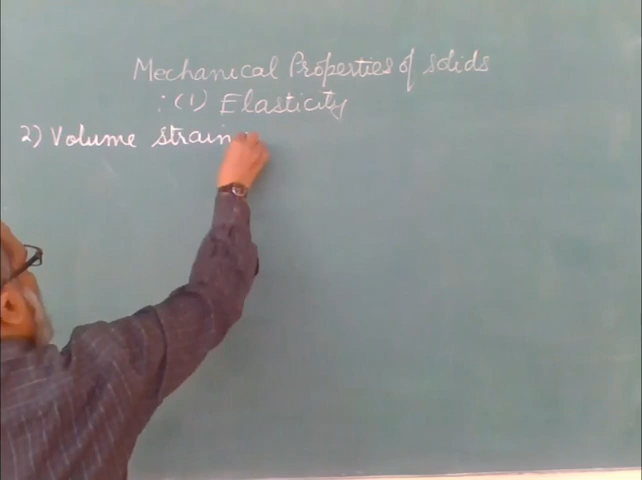 Mechanical Properties of solids
: (1) Elasticity
2) Volume strain